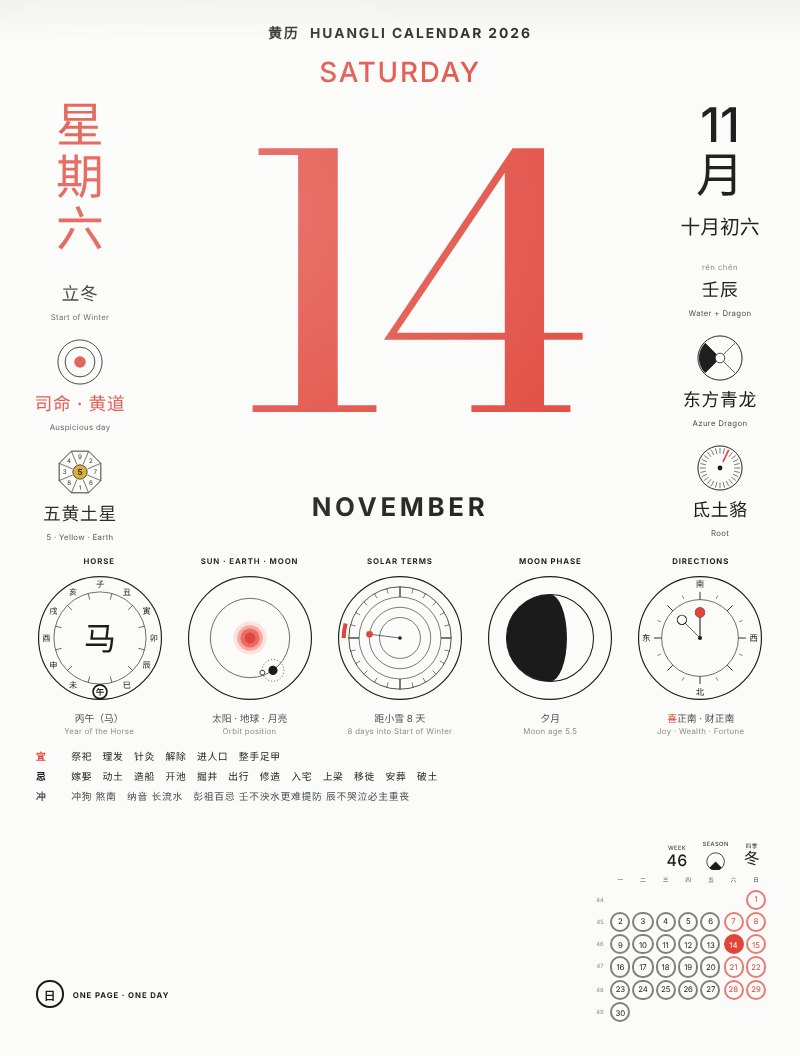 黄历 HUANGLI CALENDAR 2026
SATURDAY
星期六
14
11
月
十月初六
立冬
Start of Winter
rén chén
壬辰
Water + Dragon
司命 · 黄道
Auspicious day
东方青龙
Azure Dragon
4 9 2
3 5 7
8 1 6
五黄土星
5 · Yellow · Earth
氐土貉
Root
NOVEMBER
HORSE
子 丑 寅 卯 辰 巳 午 未 申 酉 戌 亥
马
丙午（马）
Year of the Horse
SUN · EARTH · MOON
太阳 · 地球 · 月亮
Orbit position
SOLAR TERMS
距小雪 8 天
8 days into Start of Winter
MOON PHASE
夕月
Moon age 5.5
DIRECTIONS
南
东 西
北
喜正南 · 财正南
Joy · Wealth · Fortune
宜 祭祀 理发 针灸 解除 进人口 整手足甲
忌 嫁娶 动土 造船 开池 掘井 出行 修造 入宅 上梁 移徙 安葬 破土
冲 冲狗 煞南 纳音 长流水 彭祖百忌 壬不泱水更难提防 辰不哭泣必主重丧
WEEK
46
SEASON
四季
冬
一 二 三 四 五 六 日
44 1
45 2 3 4 5 6 7 8
46 9 10 11 12 13 14 15
47 16 17 18 19 20 21 22
48 23 24 25 26 27 28 29
49 30
日 ONE PAGE · ONE DAY